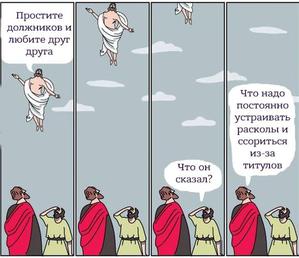 Простите
должников и
любите друг
друга
Что он
сказал?
Что надо
постоянно
устраивать
расколы и
ссориться
из-за
титулов